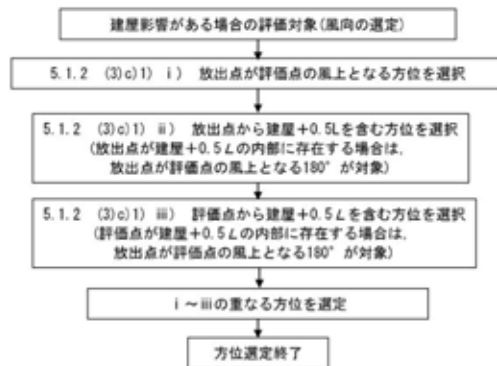 建屋影響がある場合の評価対象(風向の選定)
5.1.2 (3)c)1) ⅰ) 放出点が評価点の風上となる方位を選択
5.1.2 (3)c)1) ⅱ) 放出点から建屋+0.5Lを含む方位を選択
(放出点が建屋+0.5Lの内部に存在する場合は,
放出点が評価点の風上となる180°が対象)
5.1.2 (3)c)1) ⅲ) 評価点から建屋+0.5Lを含む方位を選択
(評価点が建屋+0.5Lの内部に存在する場合は,
放出点が評価点の風上となる180°が対象)
ⅰ~ⅲの重なる方位を選定
方位選定終了